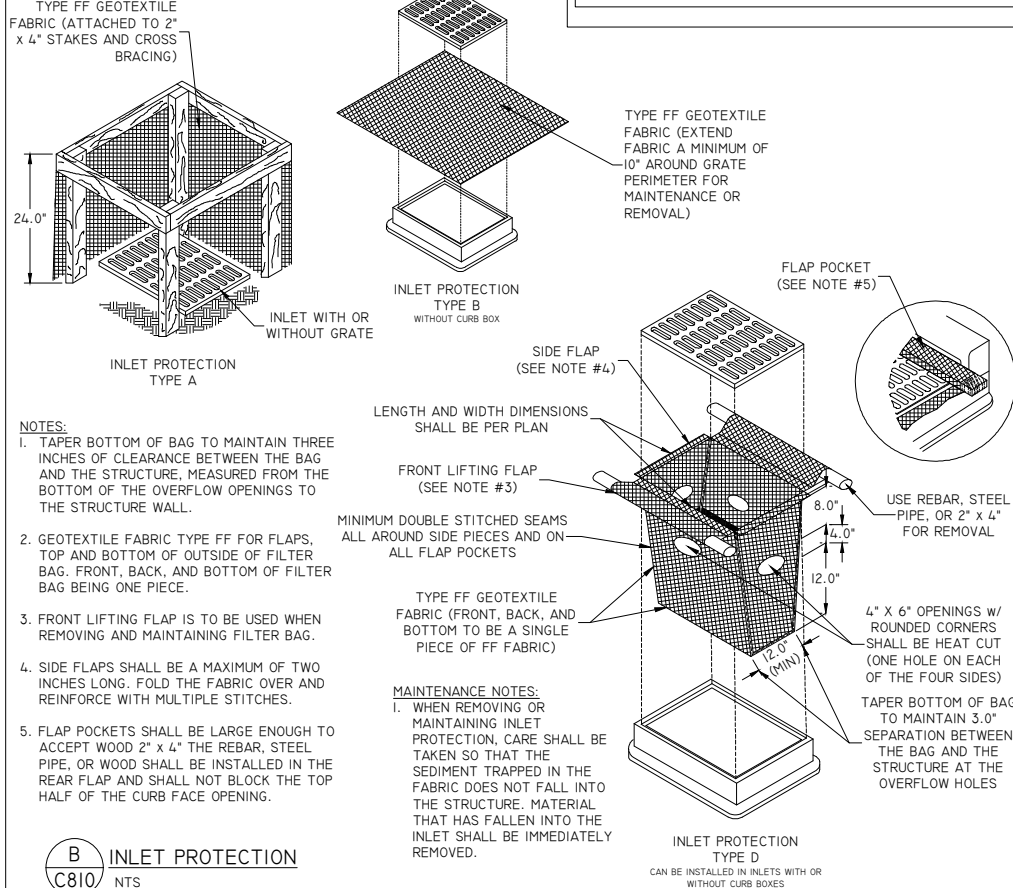 TYPE FF GEOTEXTILE
FABRIC (ATTACHED TO 2"
x 4" STAKES AND CROSS
BRACING)
24.0"
INLET WITH OR
WITHOUT GRATE
INLET PROTECTION
TYPE A
TYPE FF GEOTEXTILE
FABRIC (EXTEND
FABRIC A MINIMUM OF
10" AROUND GRATE
PERIMETER FOR
MAINTENANCE OR
REMOVAL)
INLET PROTECTION
TYPE B
WITHOUT CURB BOX
FLAP POCKET
(SEE NOTE #5)
SIDE FLAP
(SEE NOTE #4)
LENGTH AND WIDTH DIMENSIONS
SHALL BE PER PLAN
FRONT LIFTING FLAP
(SEE NOTE #3)
MINIMUM DOUBLE STITCHED SEAMS
ALL AROUND SIDE PIECES AND ON
ALL FLAP POCKETS
TYPE FF GEOTEXTILE
FABRIC (FRONT, BACK, AND
BOTTOM TO BE A SINGLE
PIECE OF FF FABRIC)
8.0"
4.0"
12.0"
12.0"
(MIN)
USE REBAR, STEEL
PIPE, OR 2" x 4"
FOR REMOVAL
4" X 6" OPENINGS w/
ROUNDED CORNERS
SHALL BE HEAT CUT
(ONE HOLE ON EACH
OF THE FOUR SIDES)
TAPER BOTTOM OF BAG
TO MAINTAIN 3.0"
SEPARATION BETWEEN
THE BAG AND THE
STRUCTURE AT THE
OVERFLOW HOLES
INLET PROTECTION
TYPE D
CAN BE INSTALLED IN INLETS WITH OR
WITHOUT CURB BOXES
NOTES:
1. TAPER BOTTOM OF BAG TO MAINTAIN THREE
INCHES OF CLEARANCE BETWEEN THE BAG
AND THE STRUCTURE, MEASURED FROM THE
BOTTOM OF THE OVERFLOW OPENINGS TO
THE STRUCTURE WALL.
2. GEOTEXTILE FABRIC TYPE FF FOR FLAPS,
TOP AND BOTTOM OF OUTSIDE OF FILTER
BAG. FRONT, BACK, AND BOTTOM OF FILTER
BAG BEING ONE PIECE.
3. FRONT LIFTING FLAP IS TO BE USED WHEN
REMOVING AND MAINTAINING FILTER BAG.
4. SIDE FLAPS SHALL BE A MAXIMUM OF TWO
INCHES LONG. FOLD THE FABRIC OVER AND
REINFORCE WITH MULTIPLE STITCHES.
5. FLAP POCKETS SHALL BE LARGE ENOUGH TO
ACCEPT WOOD 2" x 4" THE REBAR, STEEL
PIPE, OR WOOD SHALL BE INSTALLED IN THE
REAR FLAP AND SHALL NOT BLOCK THE TOP
HALF OF THE CURB FACE OPENING.
MAINTENANCE NOTES:
1. WHEN REMOVING OR
MAINTAINING INLET
PROTECTION, CARE SHALL BE
TAKEN SO THAT THE
SEDIMENT TRAPPED IN THE
FABRIC DOES NOT FALL INTO
THE STRUCTURE. MATERIAL
THAT HAS FALLEN INTO THE
INLET SHALL BE IMMEDIATELY
REMOVED.
B
C810
INLET PROTECTION
NTS